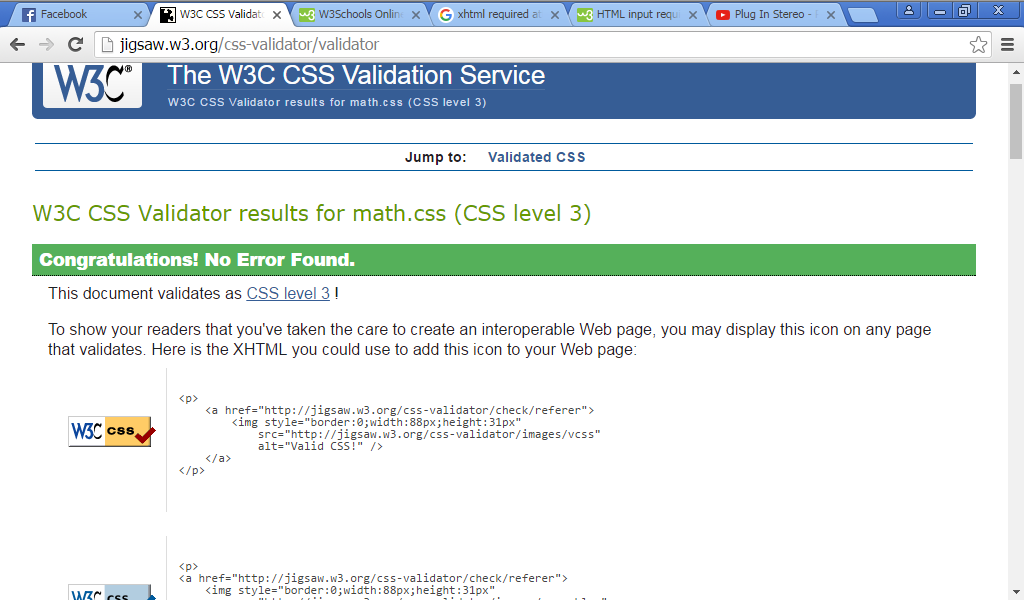 Facebook
W3C CSS Validat
W3Schools Onlin
xhtml required at
HTML input requ
Plug In Stereo -
jigsaw.w3.org/css-validator/validator
W3C®
The W3C CSS Validation Service
W3C CSS Validator results for math.css (CSS level 3)
Jump to: Validated CSS
W3C CSS Validator results for math.css (CSS level 3)
Congratulations! No Error Found.
This document validates as CSS level 3 !
To show your readers that you've taken the care to create an interoperable Web page, you may display this icon on any page
that validates. Here is the XHTML you could use to add this icon to your Web page:
W3C css
<p>
<a href="http://jigsaw.w3.org/css-validator/check/referer">
<img style="border:0;width:88px;height:31px"
src="http://jigsaw.w3.org/css-validator/images/vcss"
alt="Valid CSS!" />
</a>
</p>
W3C css
<p>
<a href="http://jigsaw.w3.org/css-validator/check/referer">
<img style="border:0;width:88px;height:31px"